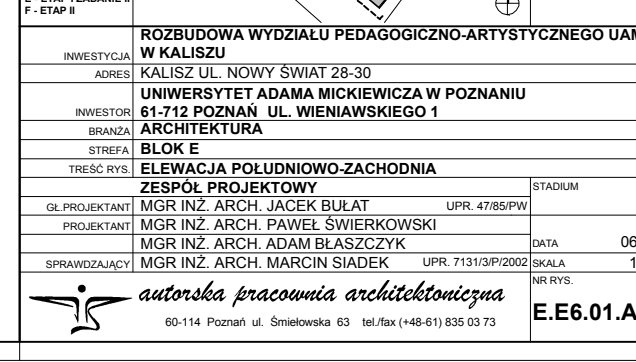 F - ETAP II
ROZBUDOWA WYDZIAŁU PEDAGOGICZNO-ARTYSTYCZNEGO UAM
INWESTYCJA W KALISZU
ADRES KALISZ UL. NOWY ŚWIAT 28-30
UNIWERSYTET ADAMA MICKIEWICZA W POZNANIU
INWESTOR 61-712 POZNAŃ UL. WIENIAWSKIEGO 1
BRANŻA ARCHITEKTURA
STREFA BLOK E
TREŚĆ RYS. ELEWACJA POŁUDNIOWO-ZACHODNIA
ZESPÓŁ PROJEKTOWY STADIUM
GŁ.PROJEKTANT MGR INŻ. ARCH. JACEK BUŁAT UPR. 47/85/PW
PROJEKTANT MGR INŻ. ARCH. PAWEŁ ŚWIERKOWSKI
MGR INŻ. ARCH. ADAM BŁASZCZYK DATA 06
SPRAWDZAJĄCY MGR INŻ. ARCH. MARCIN SIADEK UPR. 7131/3/P/2002 SKALA 1
NR RYS.
autorska pracownia architektoniczna
E.E6.01.A
60-114 Poznań ul. Śmiełowska 63 tel./fax (+48-61) 835 03 73